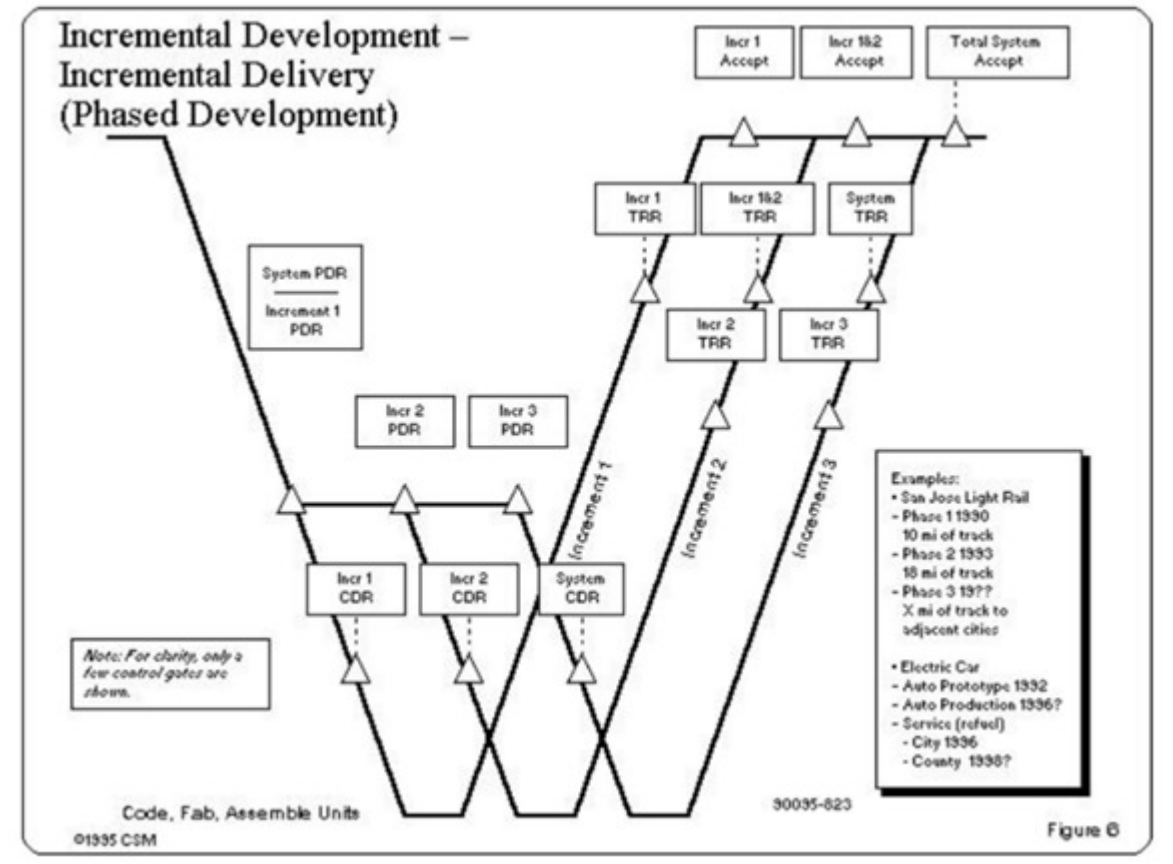 Incremental Development –
Incremental Delivery
(Phased Development)
Incr 1
Accept
Incr 1&2
Accept
Total System
Accept
Incr 1
TRR
Incr 1&2
TRR
System
TRR
System PDR
Increment 1
PDR
Incr 2
TRR
Incr 3
TRR
Incr 2
PDR
Incr 3
PDR
Increment 1
Increment 2
Increment 3
Incr 1
CDR
Incr 2
CDR
System
CDR
Examples:
• San Jose Light Rail
- Phase 1 1990
10 mi of track
- Phase 2 1993
18 mi of track
- Phase 3 19??
X mi of track to
adjacent cities
• Electric Car
- Auto Prototype 1992
- Auto Production 1996?
- Service (refuel)
- City 1996
- County 1998?
Note: For clarity, only a
few control gates are
shown.
Code, Fab, Assemble Units
©1995 CSM
90095-823
Figure 6